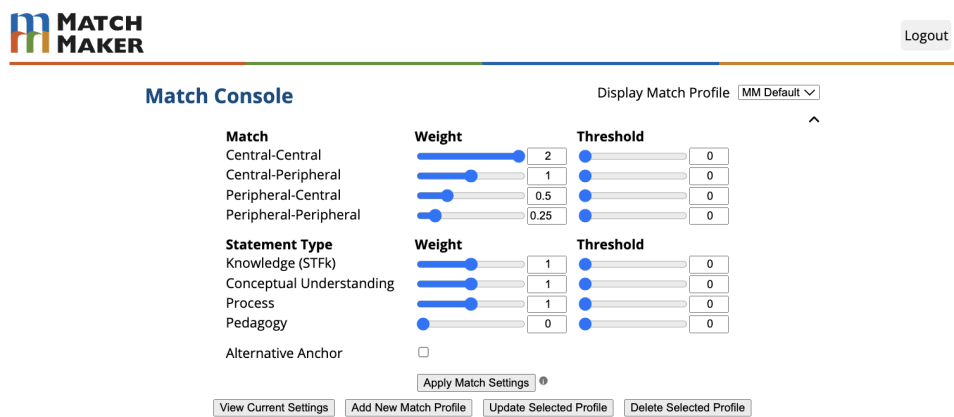 MATCH
MAKER
Logout
Match Console
Display Match Profile MM Default
Match Weight Threshold
Central-Central 2 0
Central-Peripheral 1 0
Peripheral-Central 0.5 0
Peripheral-Peripheral 0.25 0
Statement Type Weight Threshold
Knowledge (STFk) 1 0
Conceptual Understanding 1 0
Process 1 0
Pedagogy 0 0
Alternative Anchor
Apply Match Settings i
View Current Settings Add New Match Profile Update Selected Profile Delete Selected Profile